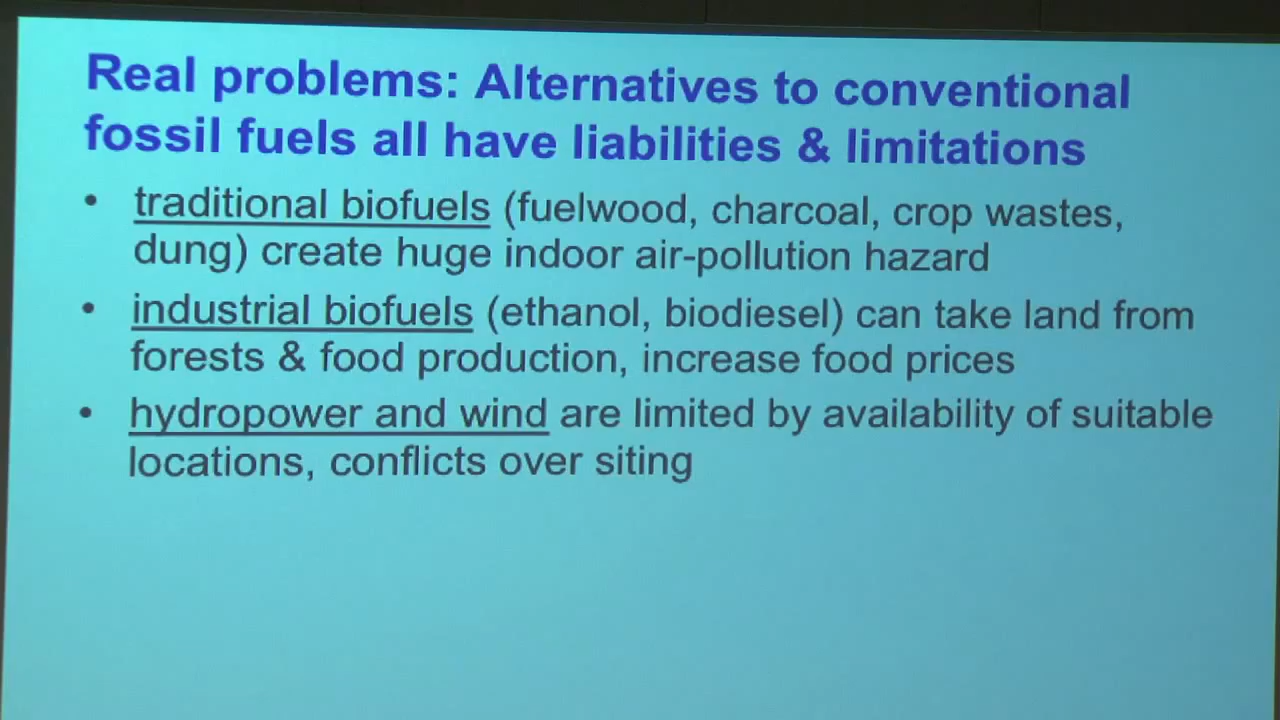 Real problems: Alternatives to conventional
fossil fuels all have liabilities & limitations
• traditional biofuels (fuelwood, charcoal, crop wastes,
dung) create huge indoor air-pollution hazard
• industrial biofuels (ethanol, biodiesel) can take land from
forests & food production, increase food prices
• hydropower and wind are limited by availability of suitable
locations, conflicts over siting